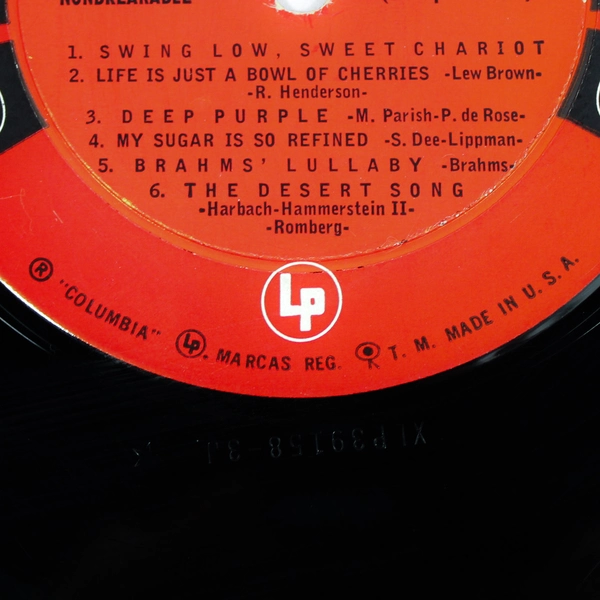 NONBREAKABLE
1. SWING LOW, SWEET CHARIOT
2. LIFE IS JUST A BOWL OF CHERRIES -Lew Brown-
-R. Henderson-
3. DEEP PURPLE -M. Parish-P. de Rose-
4. MY SUGAR IS SO REFINED -S. Dee-Lippman-
5. BRAHMS' LULLABY -Brahms-
6. THE DESERT SONG
-Harbach-Hammerstein II-
-Romberg-
LP
® "COLUMBIA" LP. MARCAS REG. T. M. MADE IN U. S. A.
XLP39158-3J